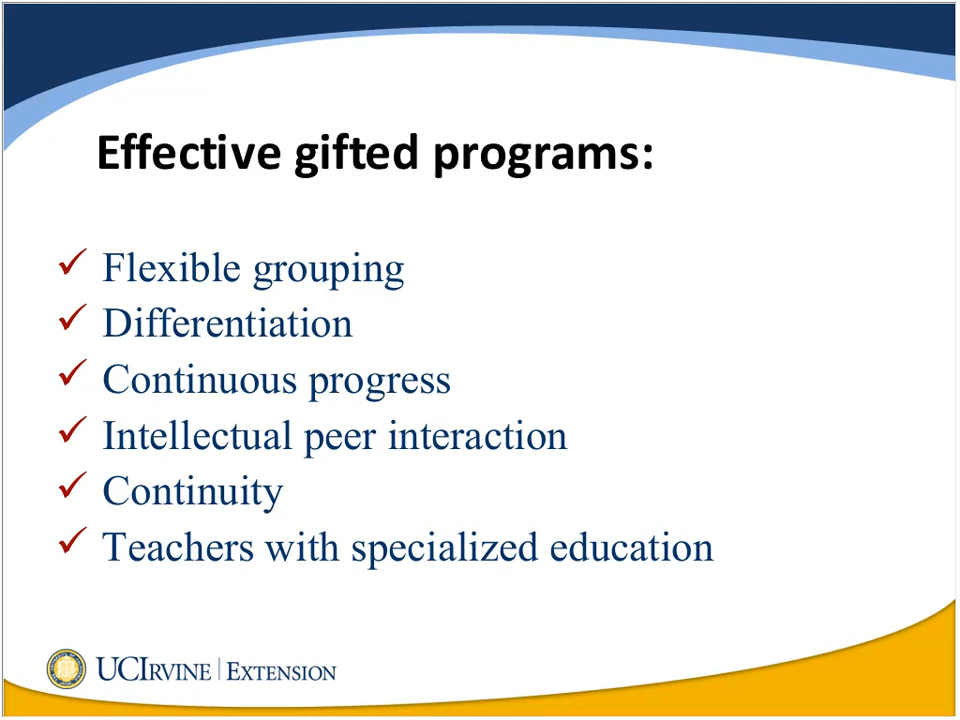 Effective gifted programs:
Flexible grouping
Differentiation
Continuous progress
Intellectual peer interaction
Continuity
Teachers with specialized education
UCIRVINE | EXTENSION